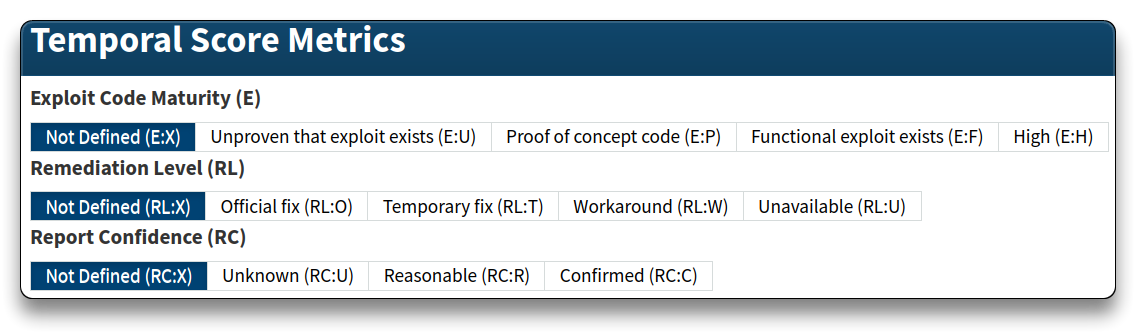 Temporal Score Metrics
Exploit Code Maturity (E)
Not Defined (E:X) Unproven that exploit exists (E:U) Proof of concept code (E:P) Functional exploit exists (E:F) High (E:H)
Remediation Level (RL)
Not Defined (RL:X) Official fix (RL:O) Temporary fix (RL:T) Workaround (RL:W) Unavailable (RL:U)
Report Confidence (RC)
Not Defined (RC:X) Unknown (RC:U) Reasonable (RC:R) Confirmed (RC:C)